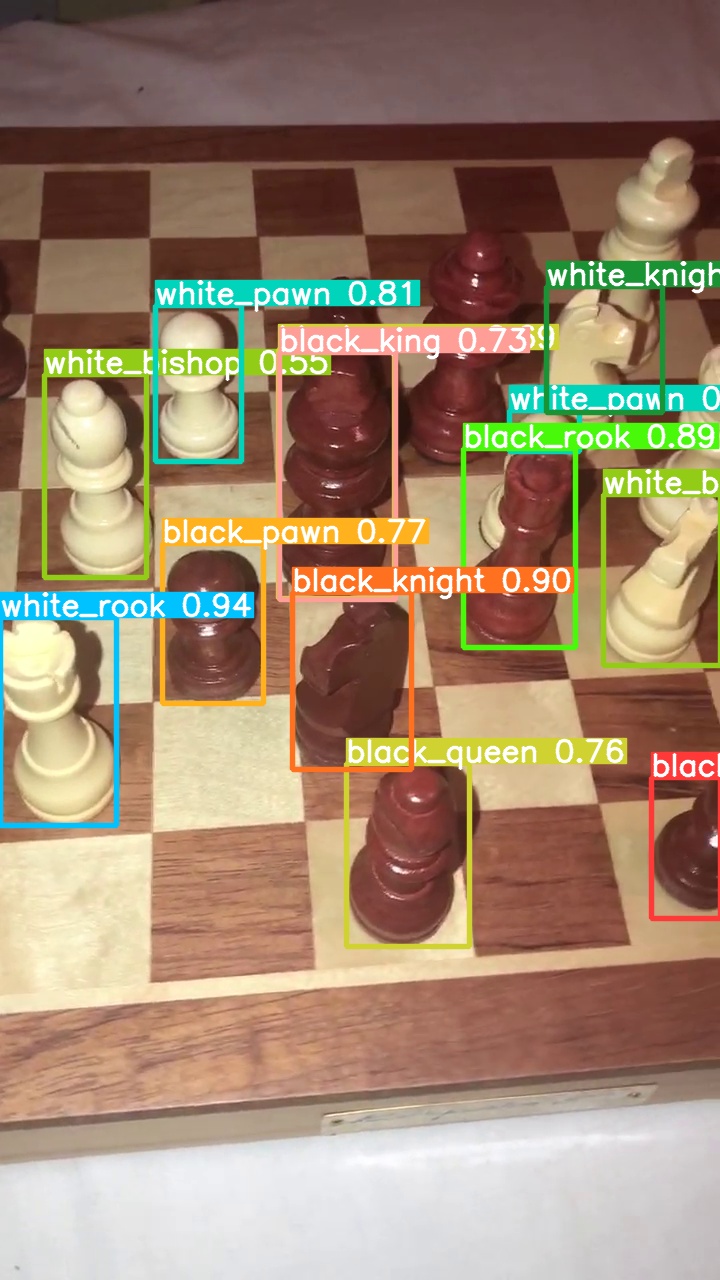 white_knigh
white_pawn 0.81
black_king 0.73
white_bishop 0.55
white_pawn 0
black_rook 0.89
white_b
black_pawn 0.77
black_knight 0.90
white_rook 0.94
black_queen 0.76
blac